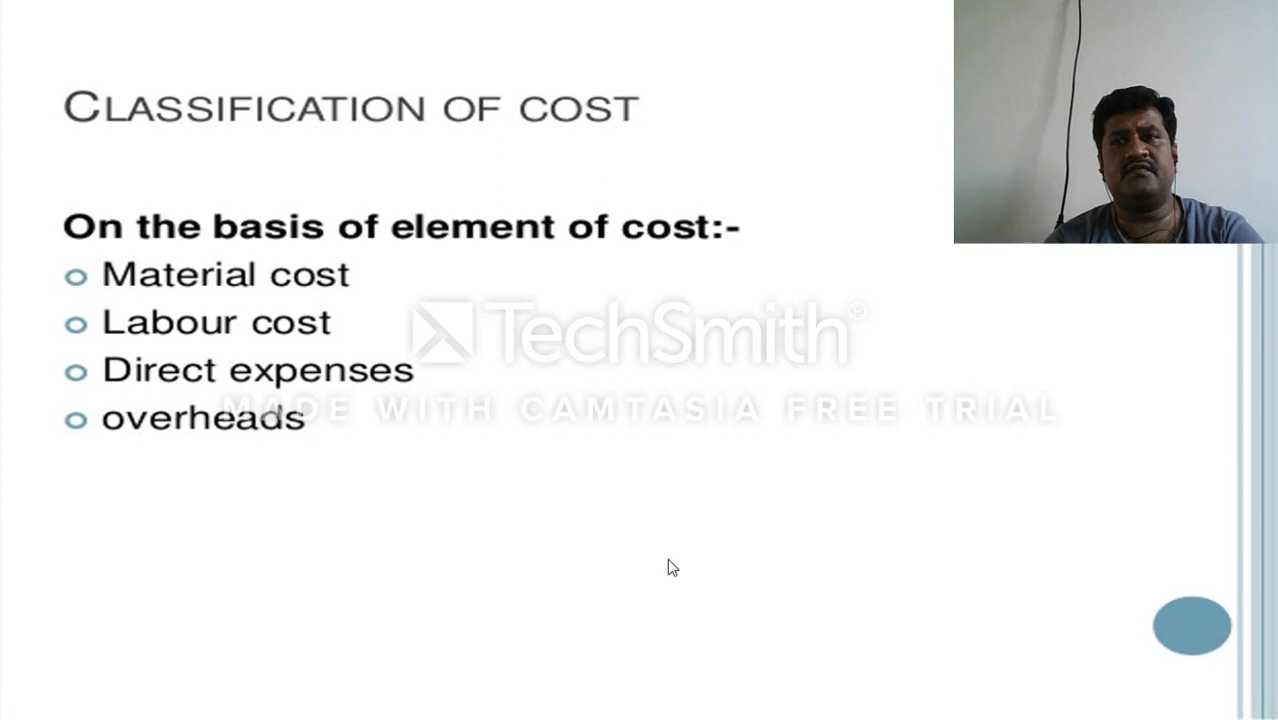 CLASSIFICATION OF COST
On the basis of element of cost:-
Material cost
Labour cost
TechSmith®
Direct expenses
MADE WITH CAMTASIA FREE TRIAL
overheads